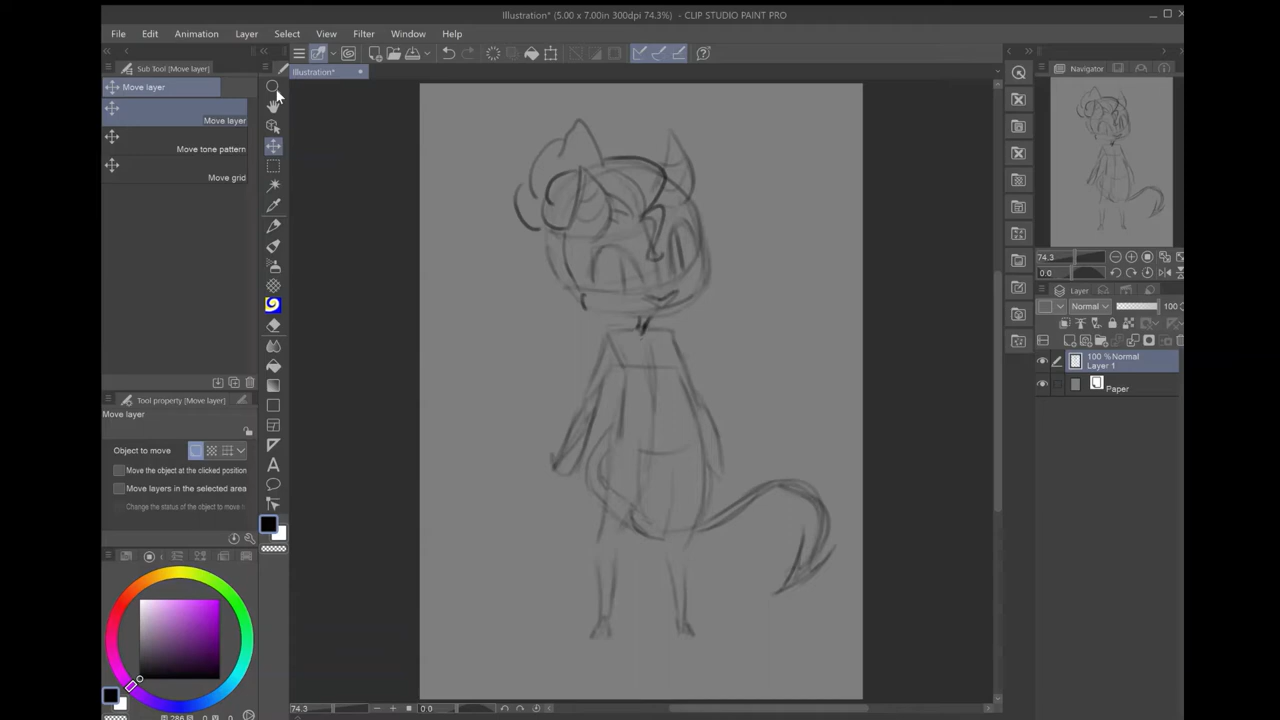 Illustration* (5.00 x 7.00in 300dpi 74.3%) - CLIP STUDIO PAINT PRO
File Edit Animation Layer Select View Filter Window Help
Sub Tool [Move layer]
Illustration*
Navigator
Move layer
Move layer
Move tone pattern
Move grid
74.3
0.0
Layer
Normal 100
100 %Normal
Layer 1
Paper
Tool property [Move layer]
Move layer
Object to move
Move the object at the clicked position
Move layers in the selected area
Change the status of the object to move
A
74.3 0.0
286 0 0